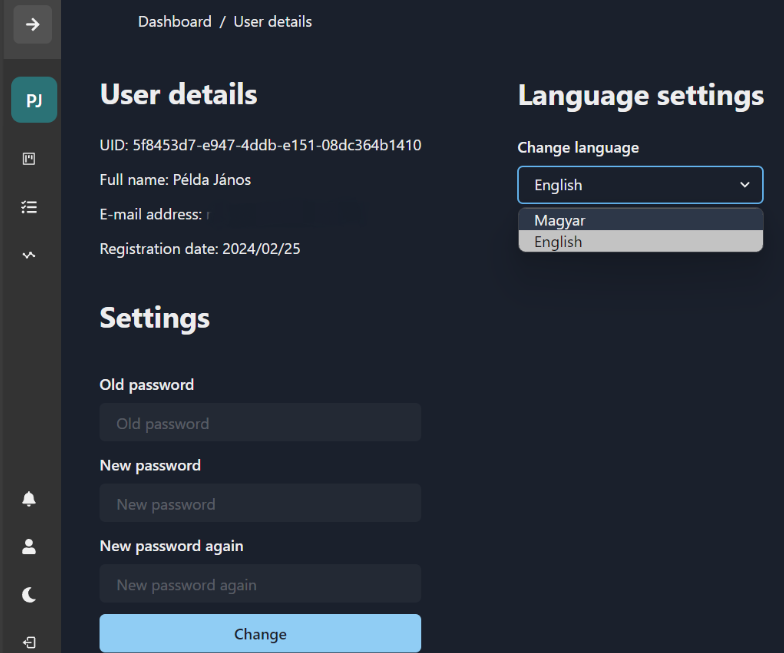 Dashboard / User details
PJ
User details
UID: 5f8453d7-e947-4ddb-e151-08dc364b1410
Full name: Példa János
E-mail address:
Registration date: 2024/02/25
Settings
Old password
Old password
New password
New password
New password again
New password again
Change
Language settings
Change language
English
Magyar
English